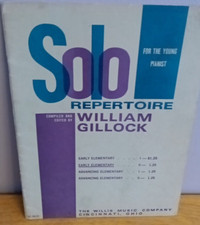 Solo
FOR THE YOUNG
PIANIST
REPERTOIRE
COMPILED AND
EDITED BY
WILLIAM
GILLOCK
EARLY ELEMENTARY
EARLY ELEMENTARY
ADVANCING ELEMENTARY
ADVANCING ELEMENTARY
THE WILLIS MUSIC COMPANY
CINCINNATI, OHIO